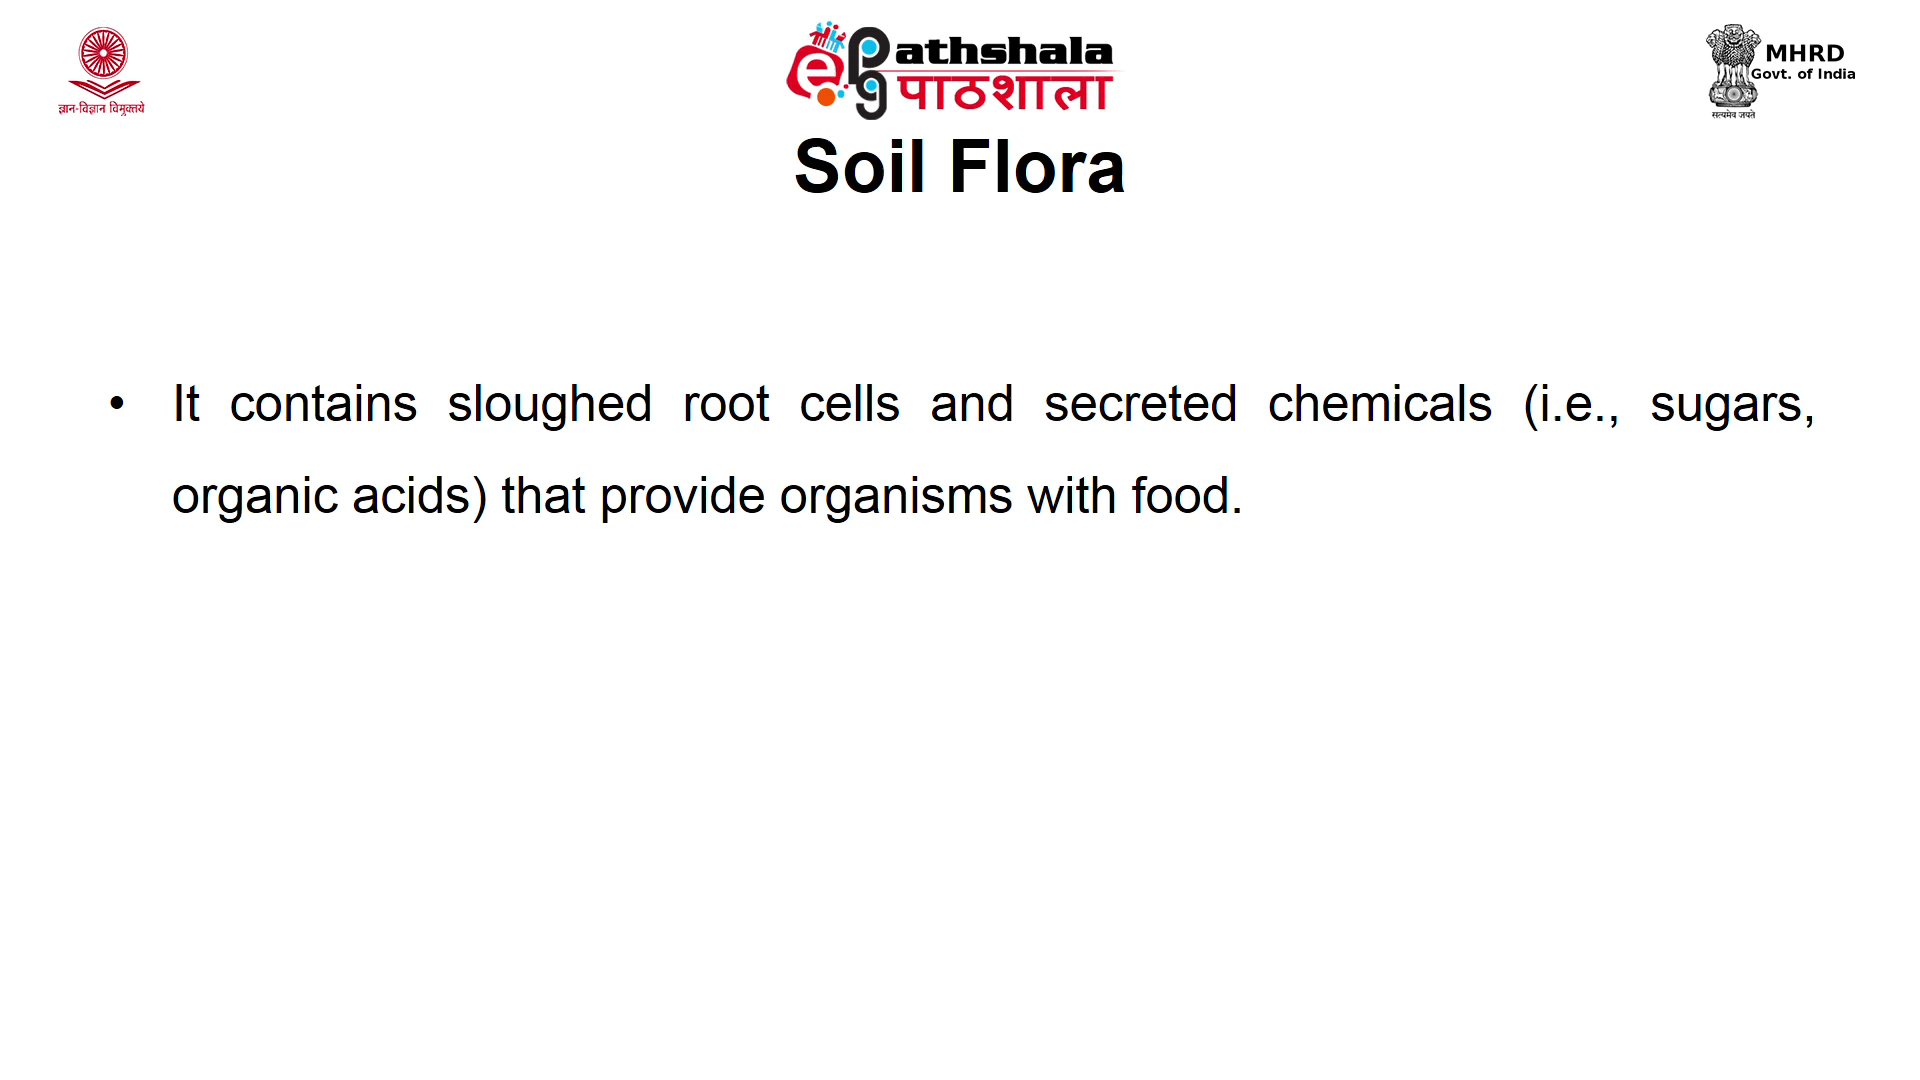 ज्ञान-विज्ञान विमुक्तये
e pg athshala
पाठशाला
MHRD
Govt. of India
सत्यमेव जयते
Soil Flora
• It contains sloughed root cells and secreted chemicals (i.e., sugars,
organic acids) that provide organisms with food.